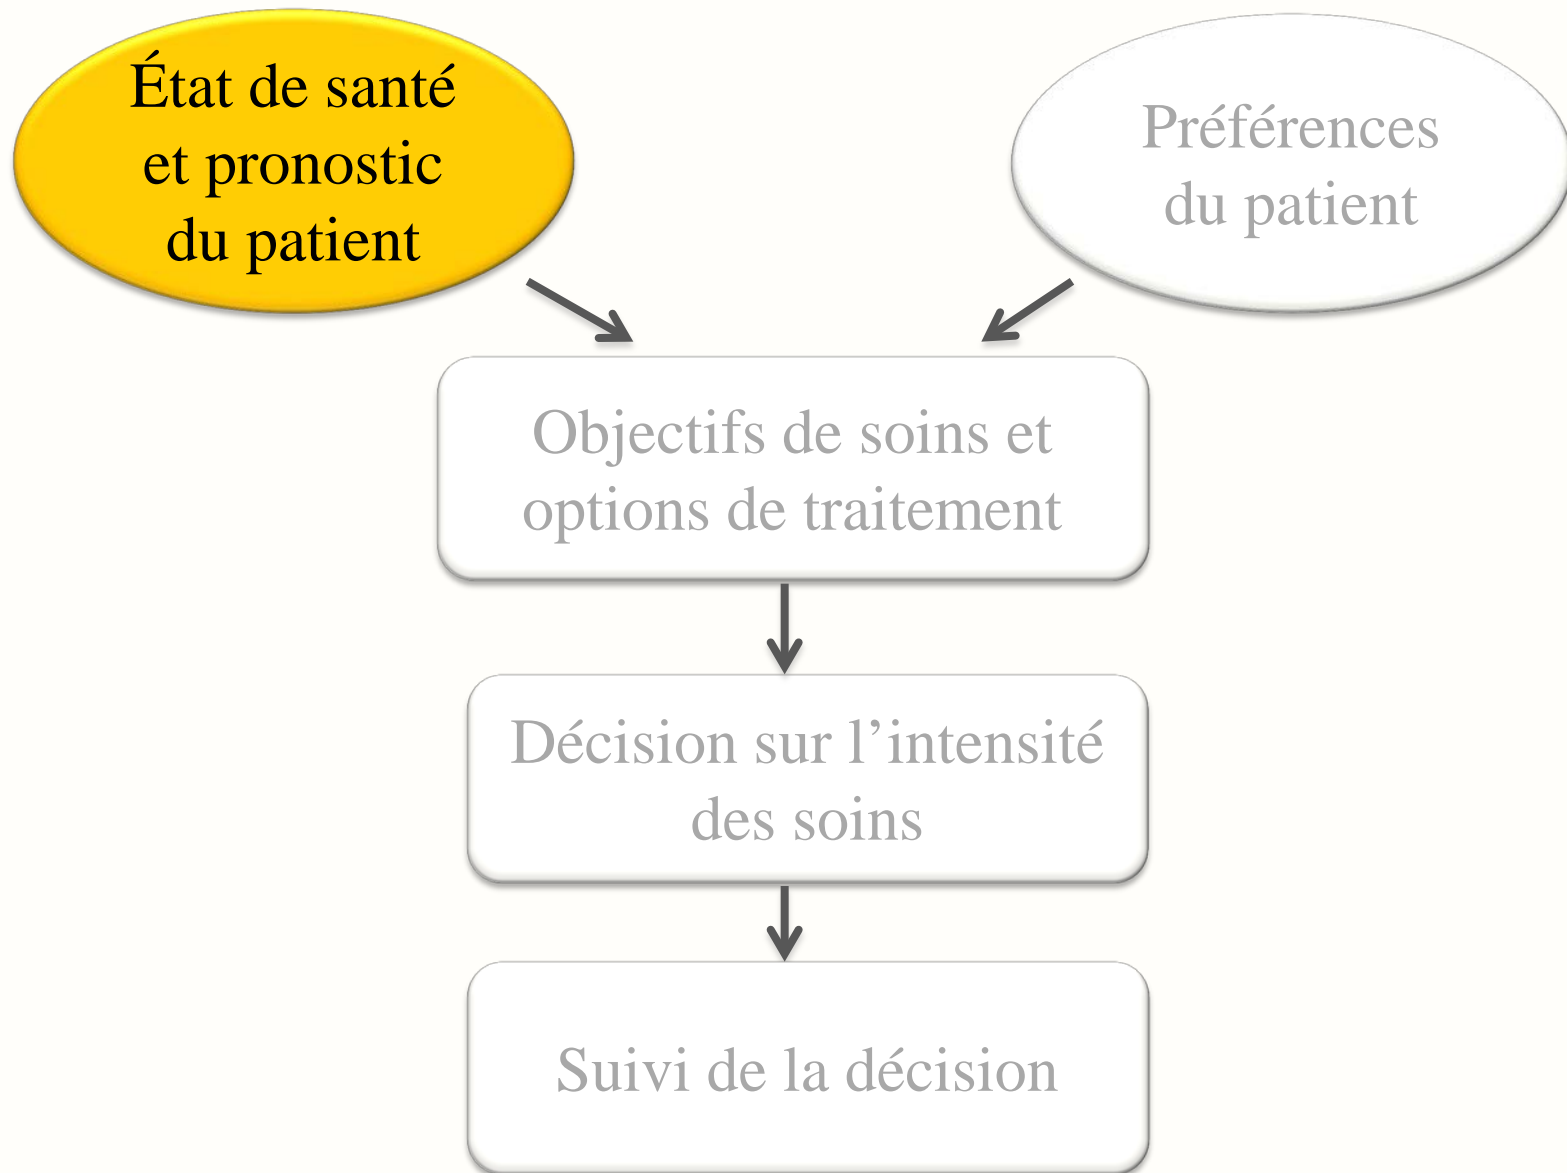 État de santé
et pronostic
du patient
Préférences
du patient
Objectifs de soins et
options de traitement
Décision sur l’intensité
des soins
Suivi de la décision